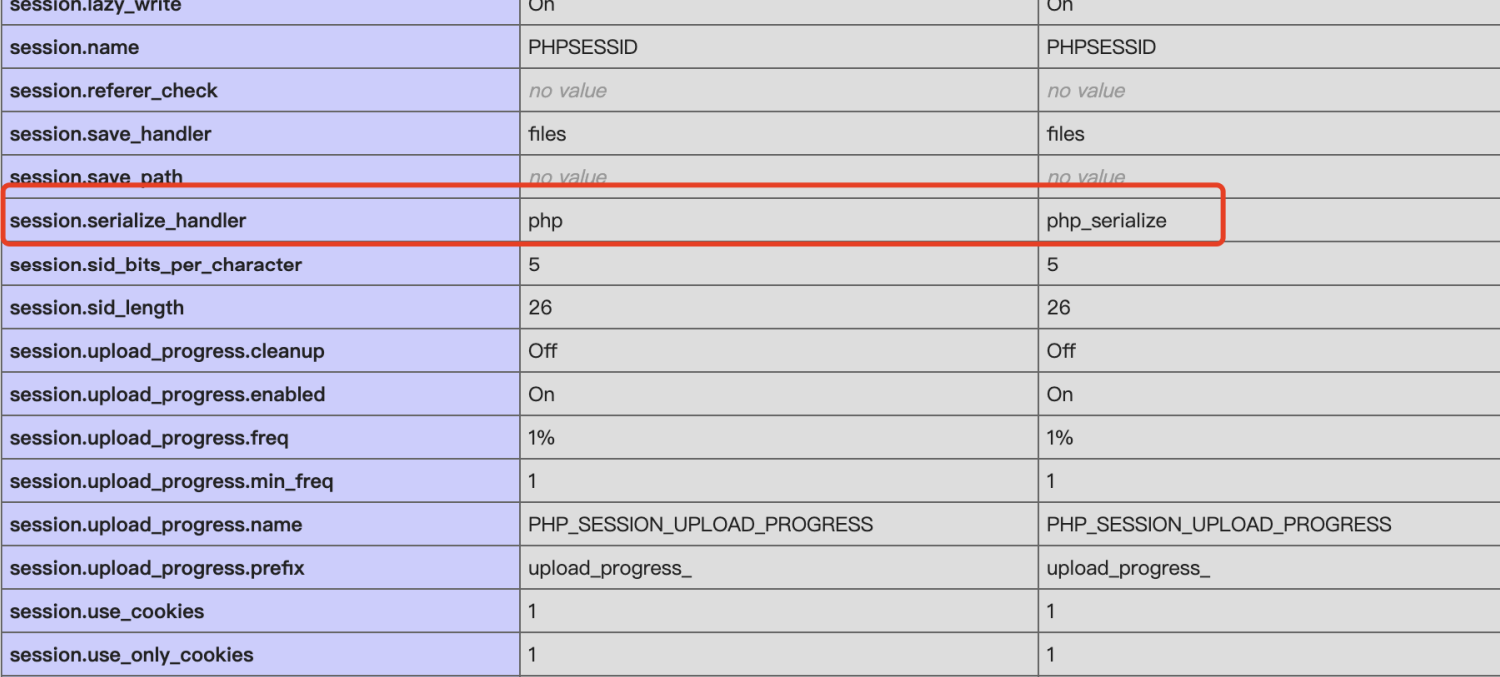 session.lazy_write On On
session.name PHPSESSID PHPSESSID
session.referer_check no value no value
session.save_handler files files
session.save_path no value no value
session.serialize_handler php php_serialize
session.sid_bits_per_character 5 5
session.sid_length 26 26
session.upload_progress.cleanup Off Off
session.upload_progress.enabled On On
session.upload_progress.freq 1% 1%
session.upload_progress.min_freq 1 1
session.upload_progress.name PHP_SESSION_UPLOAD_PROGRESS PHP_SESSION_UPLOAD_PROGRESS
session.upload_progress.prefix upload_progress_ upload_progress_
session.use_cookies 1 1
session.use_only_cookies 1 1